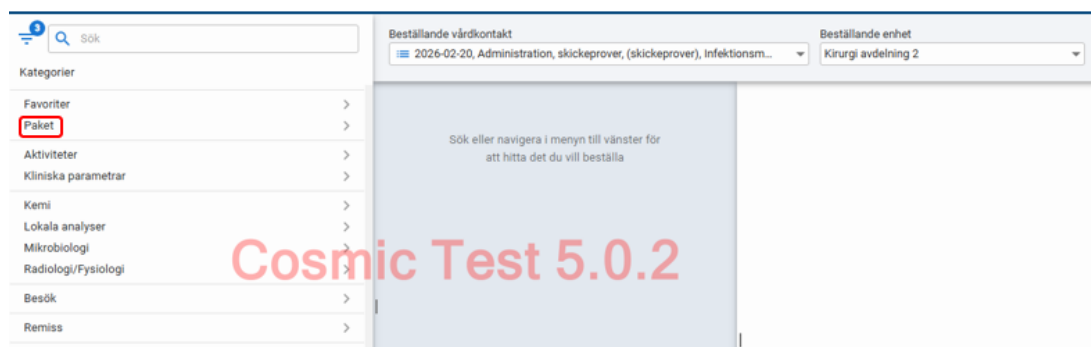 3
Sök
Kategorier
Favoriter
Paket
Aktiviteter
Kliniska parametrar
Kemi
Lokala analyser
Mikrobiologi
Radiologi/Fysiologi
Besök
Remiss
Beställande vårdkontakt
2026-02-20, Administration, skickeprover, (skickeprover), Infektionsm...
Beställande enhet
Kirurgi avdelning 2
Sök eller navigera i menyn till vänster för
att hitta det du vill beställa
Cosmic Test 5.0.2